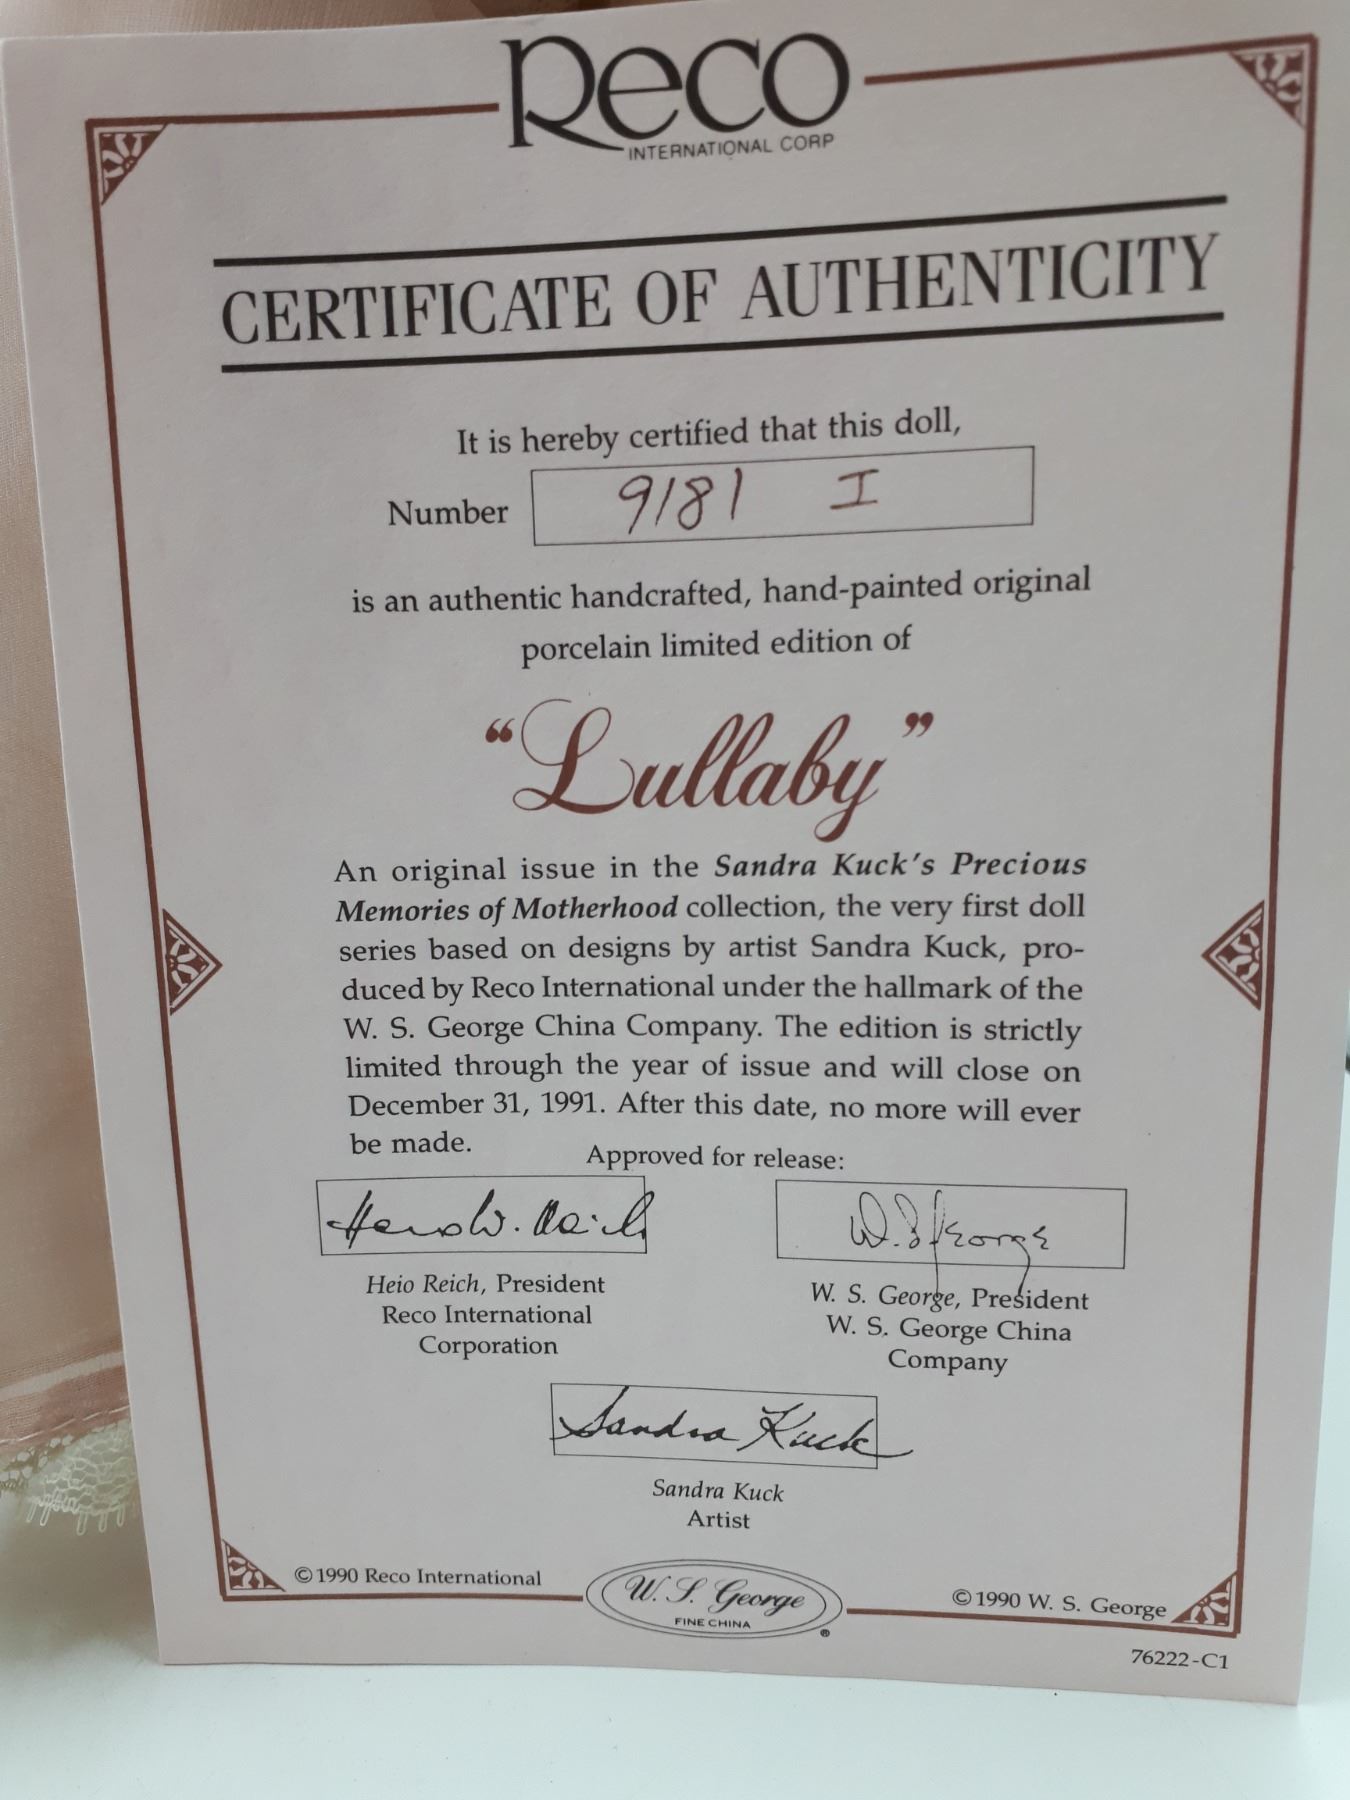 Reco
INTERNATIONAL CORP
CERTIFICATE OF AUTHENTICITY
It is hereby certified that this doll,
Number 9181 I
is an authentic handcrafted, hand-painted original
porcelain limited edition of
“Lullaby”
An original issue in the Sandra Kuck's Precious
Memories of Motherhood collection, the very first doll
series based on designs by artist Sandra Kuck, pro-
duced by Reco International under the hallmark of the
W. S. George China Company. The edition is strictly
limited through the year of issue and will close on
December 31, 1991. After this date, no more will ever
be made.
Approved for release:
Heio W. Reich
Heio Reich, President
Reco International
Corporation
W. S. George
W. S. George, President
W. S. George China
Company
Sandra Kuck
Sandra Kuck
Artist
©1990 Reco International
W. S. George
FINE CHINA
®
©1990 W. S. George
76222-C1